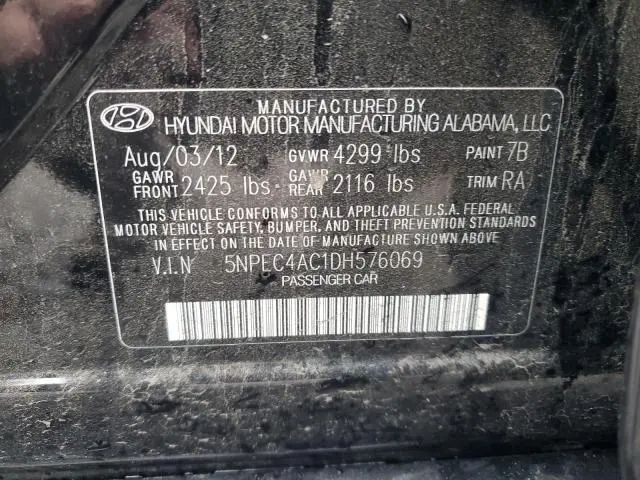 MANUFACTURED BY
HYUNDAI MOTOR MANUFACTURING ALABAMA, LLC
Aug/03/12 GVWR 4299 lbs PAINT 7B
GAWR FRONT 2425 lbs GAWR REAR 2116 lbs TRIM RA
THIS VEHICLE CONFORMS TO ALL APPLICABLE U.S.A. FEDERAL
MOTOR VEHICLE SAFETY, BUMPER, AND THEFT PREVENTION STANDARDS
IN EFFECT ON THE DATE OF MANUFACTURE SHOWN ABOVE
V.I.N 5NPEC4AC1DH576069
PASSENGER CAR